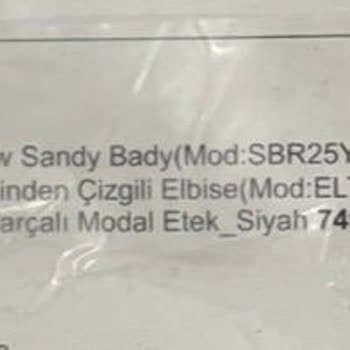 w Sandy Bady(Mod:SBR25Y
inden Çizgili Elbise(Mod:EL
arçalı Modal Etek_Siyah 74